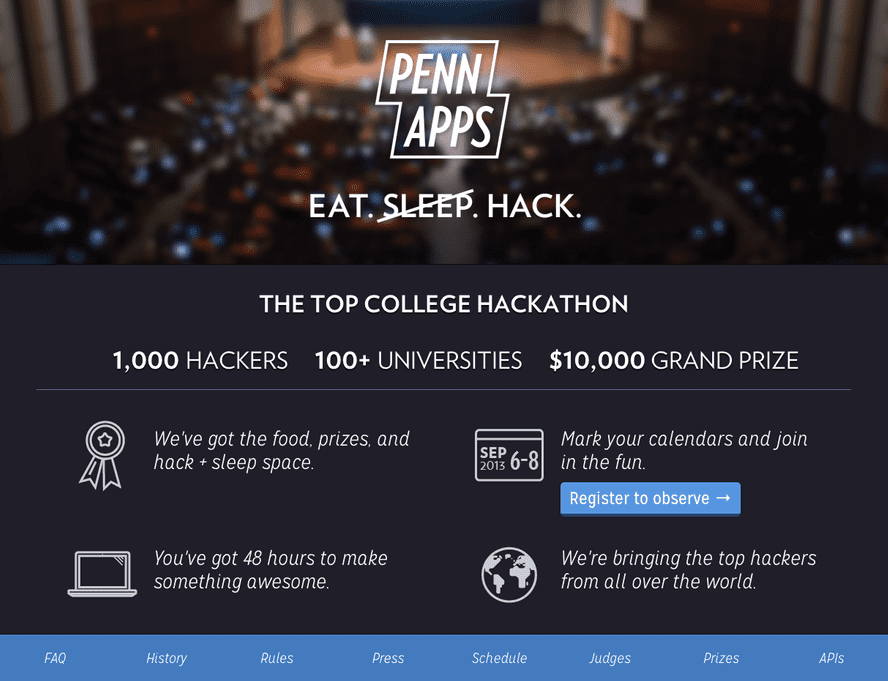 PENN
APPS
EAT. SLEEP. HACK.
THE TOP COLLEGE HACKATHON
1,000 HACKERS 100+ UNIVERSITIES $10,000 GRAND PRIZE
We've got the food, prizes, and
hack + sleep space.
SEP
2013 6-8
Mark your calendars and join
in the fun.
Register to observe →
You've got 48 hours to make
something awesome.
We're bringing the top hackers
from all over the world.
FAQ History Rules Press Schedule Judges Prizes APIs